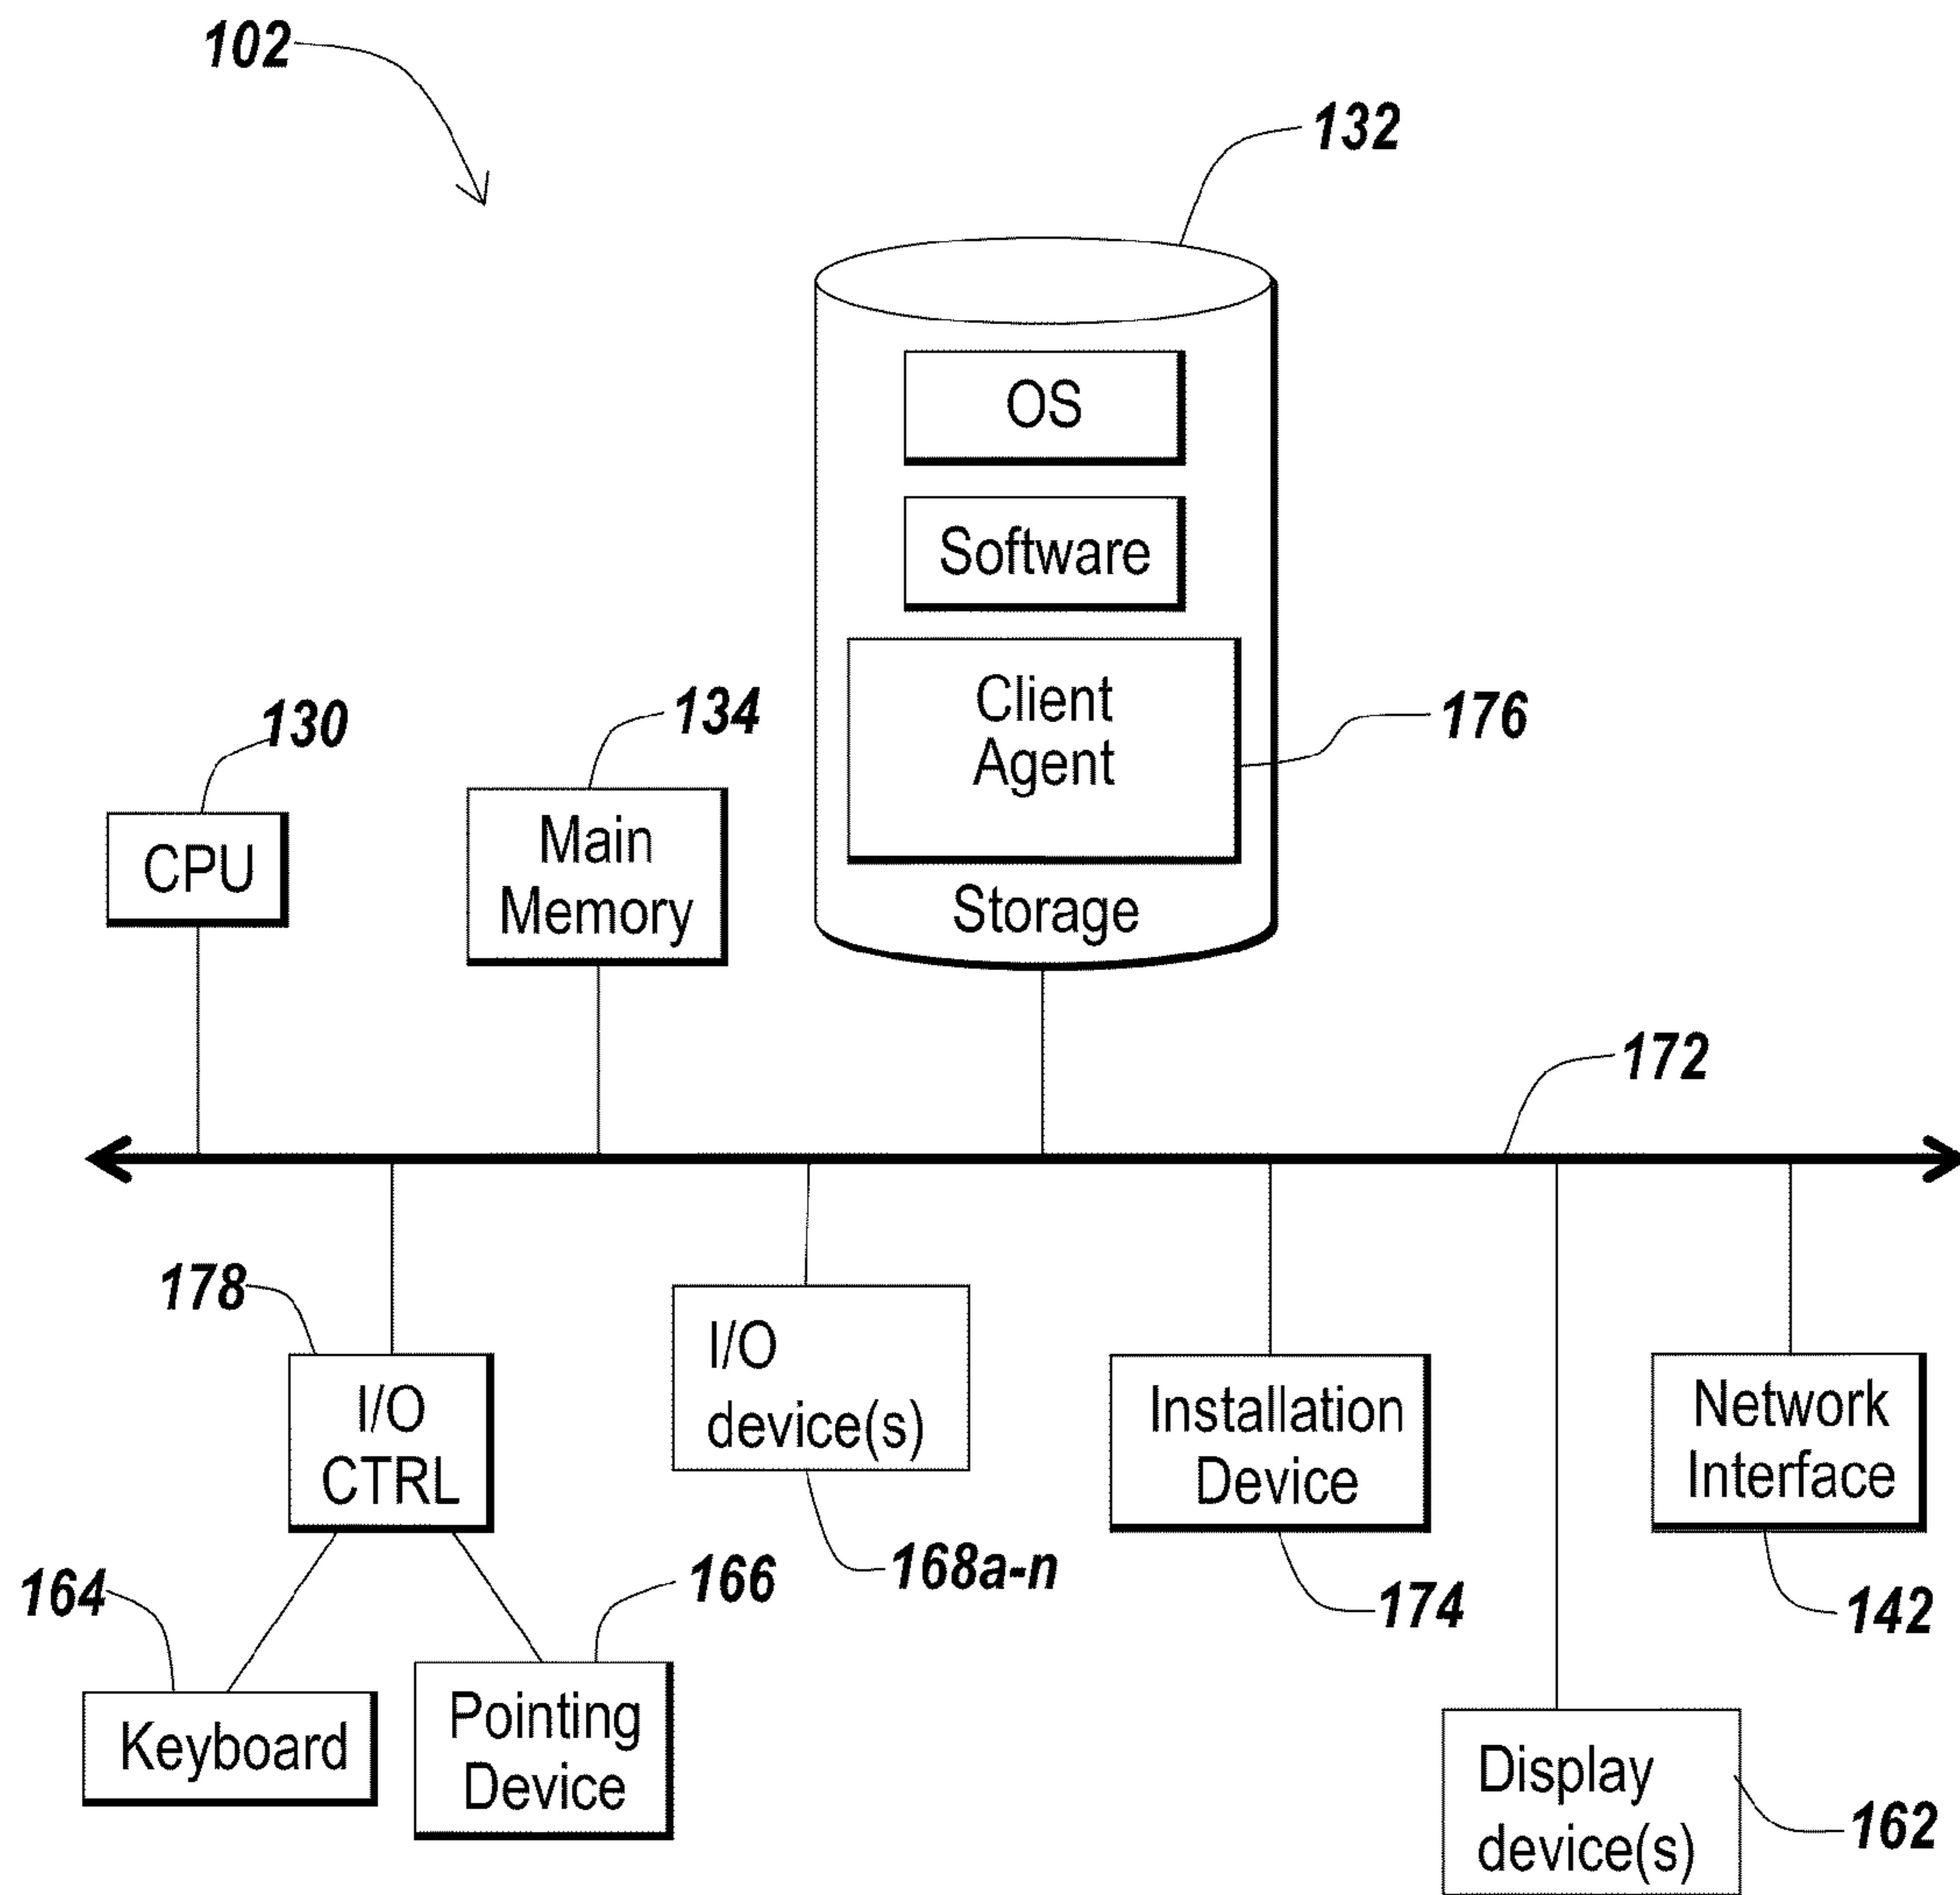 102
132
OS
Software
Client
Agent
176
Storage
130
CPU
134
Main
Memory
172
178
I/O
CTRL
I/O
device(s)
168a-n
Installation
Device
174
Network
Interface
142
164
Keyboard
166
Pointing
Device
Display
device(s)
162